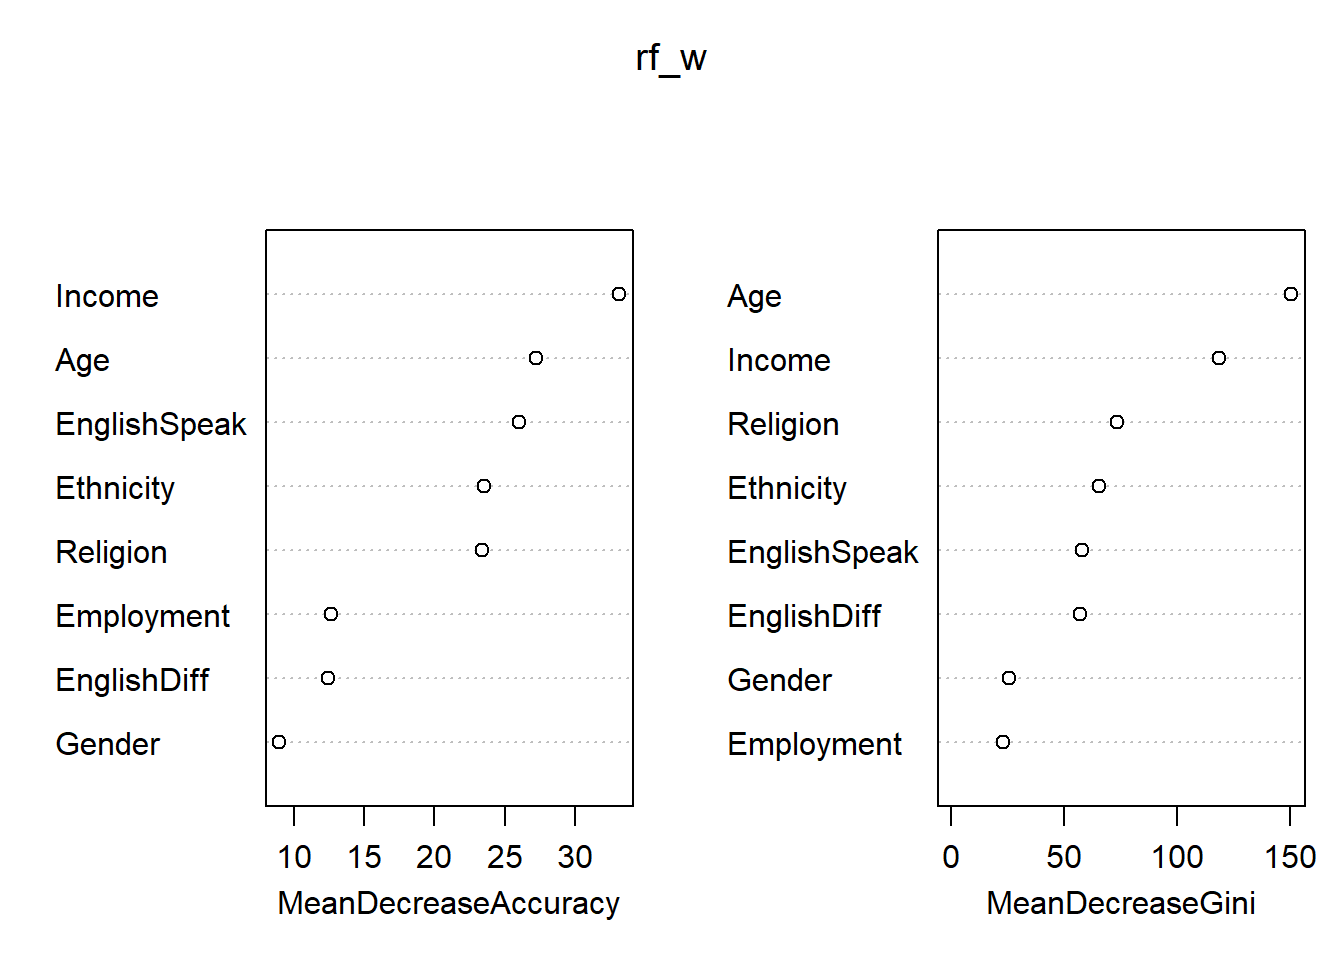 rf_w
Income
Age
EnglishSpeak
Ethnicity
Religion
Employment
EnglishDiff
Gender
10 15 20 25 30
MeanDecreaseAccuracy
Age
Income
Religion
Ethnicity
EnglishSpeak
EnglishDiff
Gender
Employment
0 50 100 150
MeanDecreaseGini